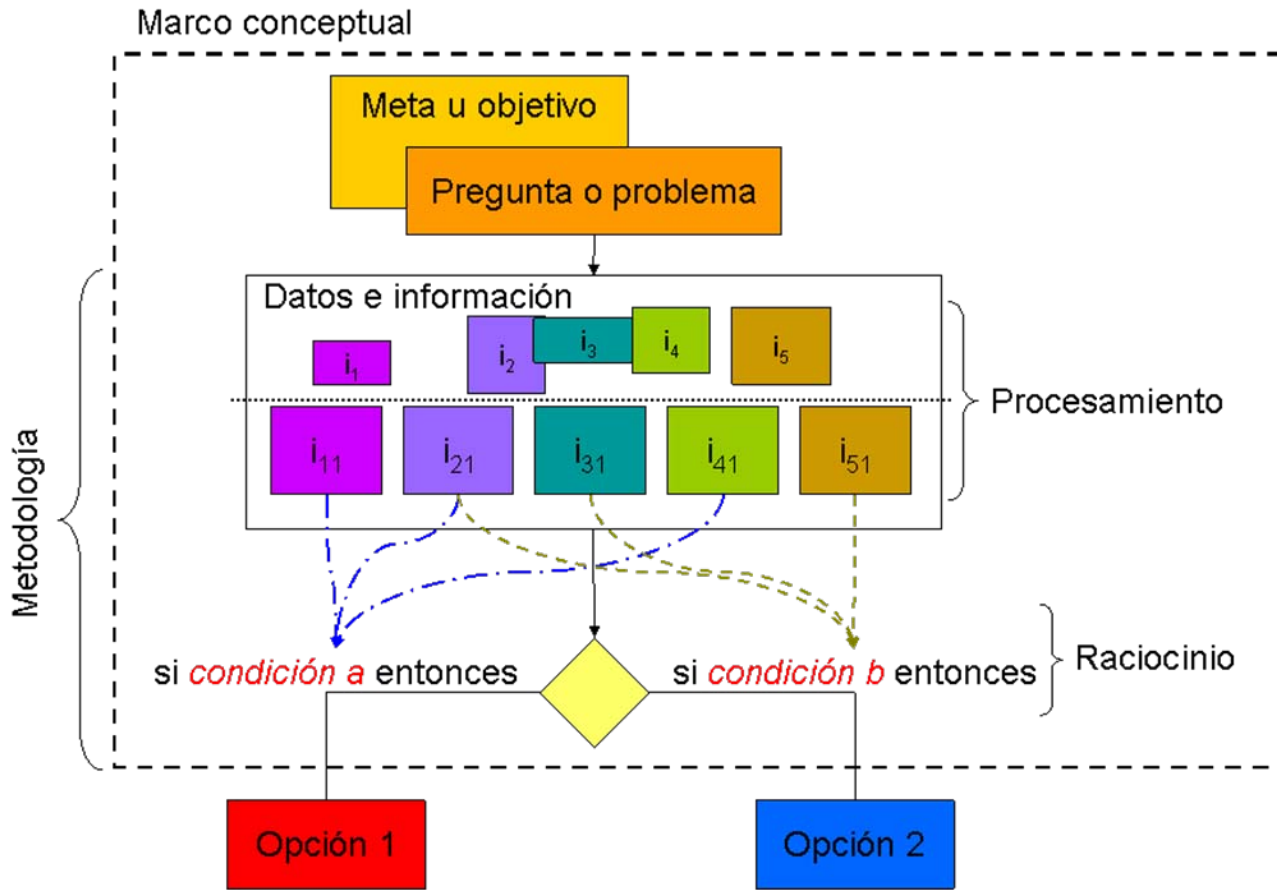 Marco conceptual
Meta u objetivo
Pregunta o problema
Datos e información
i₁
i₂
i₃
i₄
i₅
i₁₁
i₂₁
i₃₁
i₄₁
i₅₁
Procesamiento
Metodología
si condición a entonces
si condición b entonces
Raciocinio
Opción 1
Opción 2